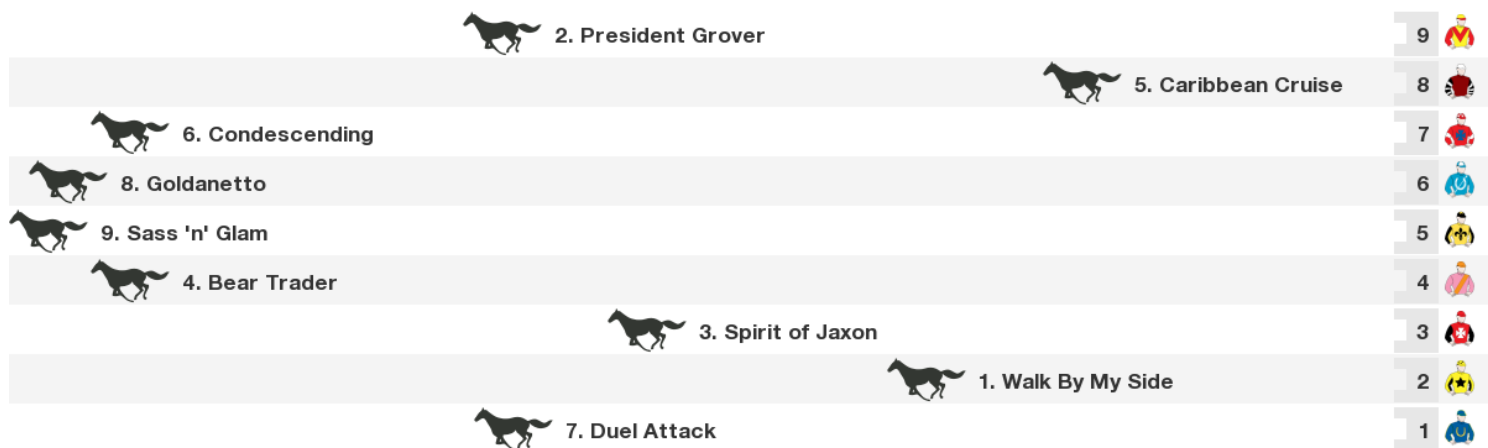 2. President Grover 9
5. Caribbean Cruise 8
6. Condescending 7
8. Goldanetto 6
9. Sass 'n' Glam 5
4. Bear Trader 4
3. Spirit of Jaxon 3
1. Walk By My Side 2
7. Duel Attack 1